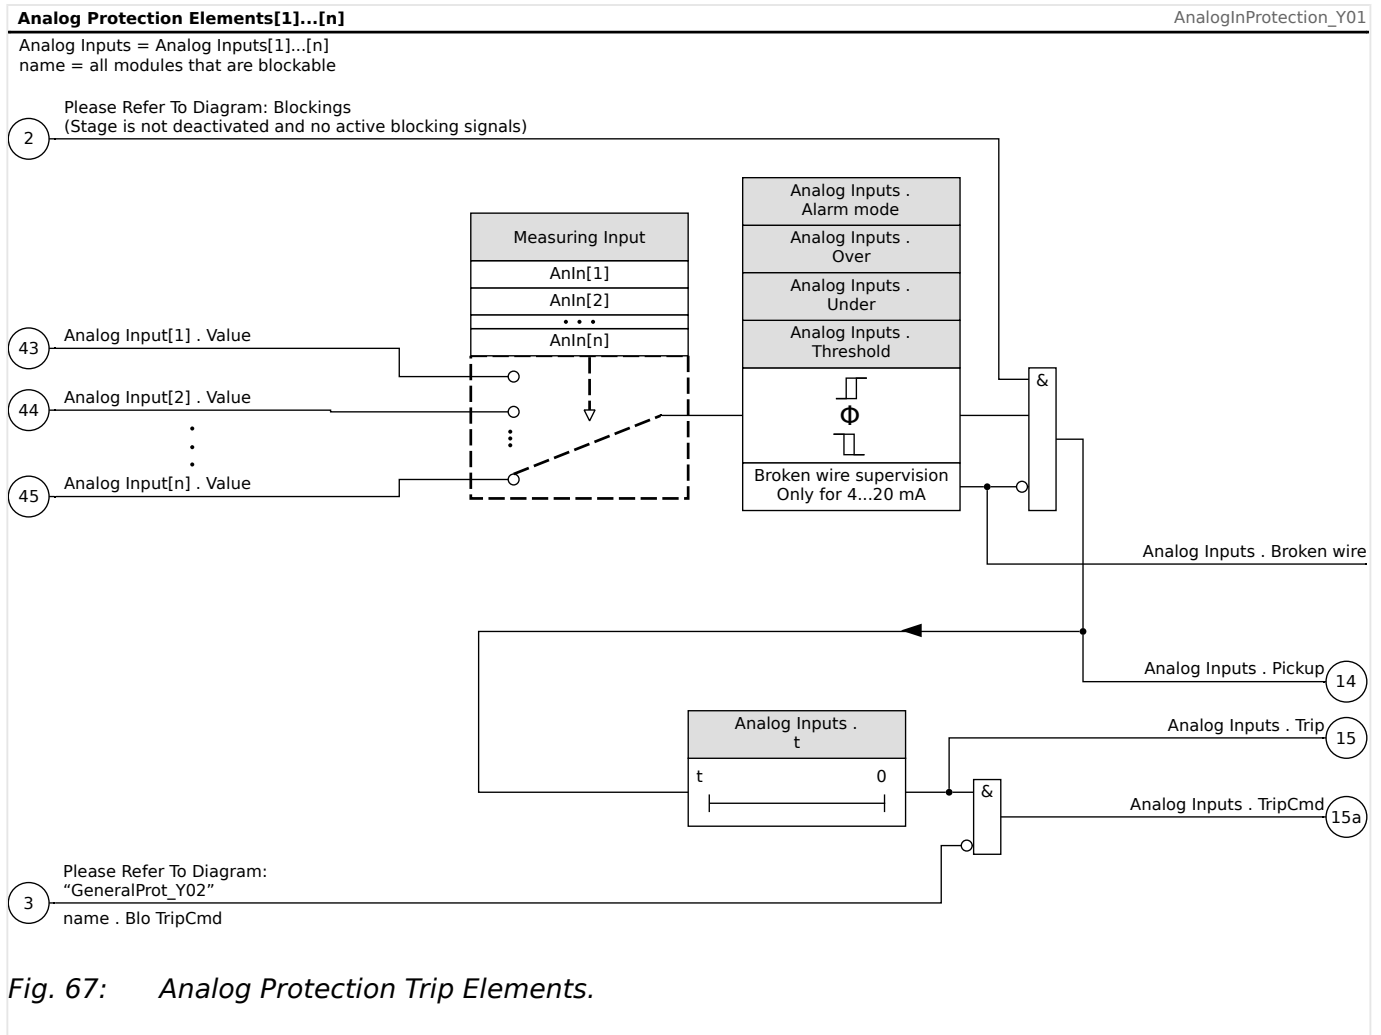 Analog Protection Elements[1]...[n]
AnalogInProtection_Y01
Analog Inputs = Analog Inputs[1]...[n]
name = all modules that are blockable
Please Refer To Diagram: Blockings
(Stage is not deactivated and no active blocking signals)
2
Analog Inputs .
Alarm mode
Analog Inputs .
Over
Analog Inputs .
Under
Analog Inputs .
Threshold
Measuring Input
AnIn[1]
AnIn[2]
• • •
AnIn[n]
43
Analog Input[1] . Value
44
Analog Input[2] . Value
45
Analog Input[n] . Value
Φ
Broken wire supervision
Only for 4...20 mA
&
Analog Inputs . Broken wire
Analog Inputs . Pickup
14
Analog Inputs .
t
t
0
Analog Inputs . Trip
15
&
Analog Inputs . TripCmd
15a
Please Refer To Diagram:
“GeneralProt_Y02”
3
name . Blo TripCmd
Fig. 67: Analog Protection Trip Elements.